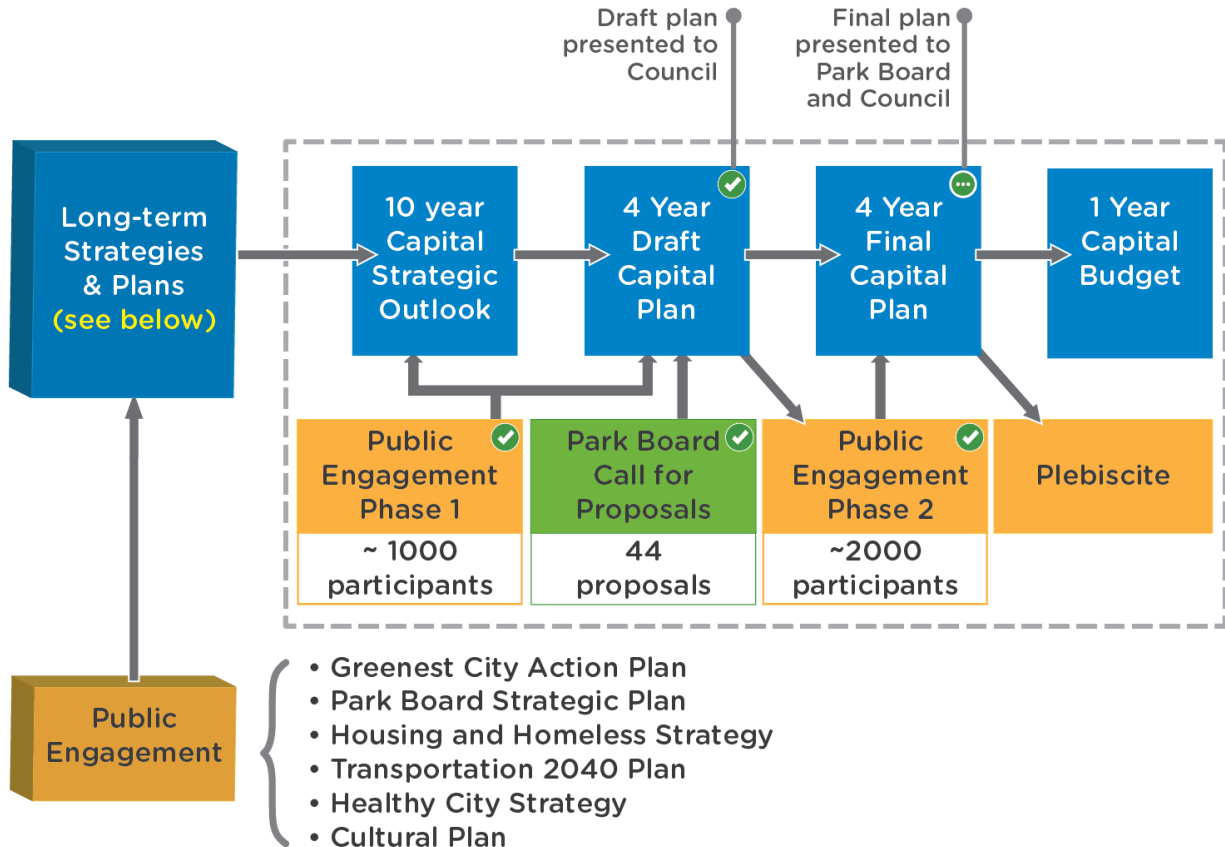 Draft plan
presented to
Council
Final plan
presented to
Park Board
and Council
Long-term
Strategies
& Plans
(see below)
10 year
Capital
Strategic
Outlook
4 Year
Draft
Capital
Plan
4 Year
Final
Capital
Plan
1 Year
Capital
Budget
Public
Engagement
Phase 1
~ 1000
participants
Park Board
Call for
Proposals
44
proposals
Public
Engagement
Phase 2
~2000
participants
Plebiscite
Public
Engagement
• Greenest City Action Plan
• Park Board Strategic Plan
• Housing and Homeless Strategy
• Transportation 2040 Plan
• Healthy City Strategy
• Cultural Plan